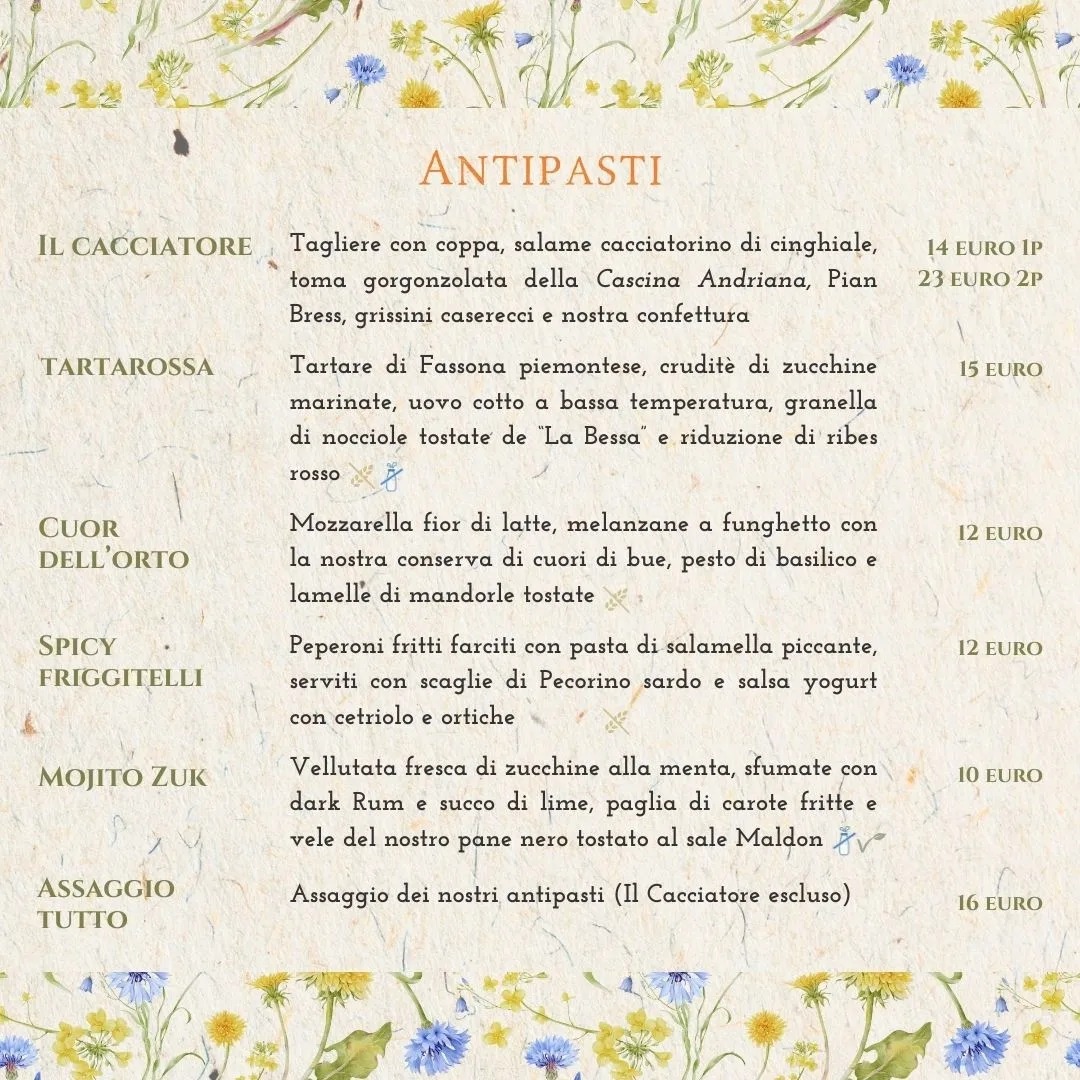 Antipasti
Il cacciatore
Tagliere con coppa, salame cacciatorino di cinghiale,
toma gorgonzolata della Cascina Andriana, Pian
Bress, grissini caserecci e nostra confettura
14 euro 1p
23 euro 2p
tartarossa
Tartare di Fassona piemontese, cruditè di zucchine
marinate, uovo cotto a bassa temperatura, granella
di nocciole tostate de “La Bessa” e riduzione di ribes
rosso
15 euro
Cuor
dell’orto
Mozzarella fior di latte, melanzane a funghetto con
la nostra conserva di cuori di bue, pesto di basilico e
lamelle di mandorle tostate
12 euro
Spicy
friggitelli
Peperoni fritti farciti con pasta di salamella piccante,
serviti con scaglie di Pecorino sardo e salsa yogurt
con cetriolo e ortiche
12 euro
Mojito Zuk
Vellutata fresca di zucchine alla menta, sfumate con
dark Rum e succo di lime, paglia di carote fritte e
vele del nostro pane nero tostato al sale Maldon
10 euro
Assaggio
tutto
Assaggio dei nostri antipasti (Il Cacciatore escluso)
16 euro